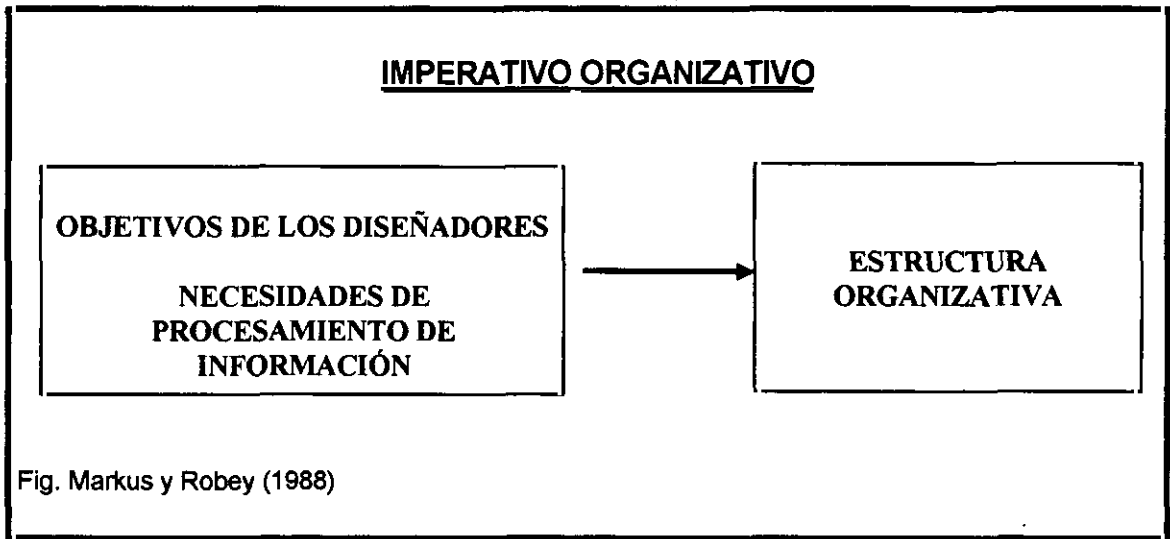 IMPERATIVO ORGANIZATIVO
OBJETIVOS DE LOS DISEÑADORES
NECESIDADES DE
PROCESAMIENTO DE
INFORMACIÓN
ESTRUCTURA
ORGANIZATIVA
Fig. Markus y Robey (1988)